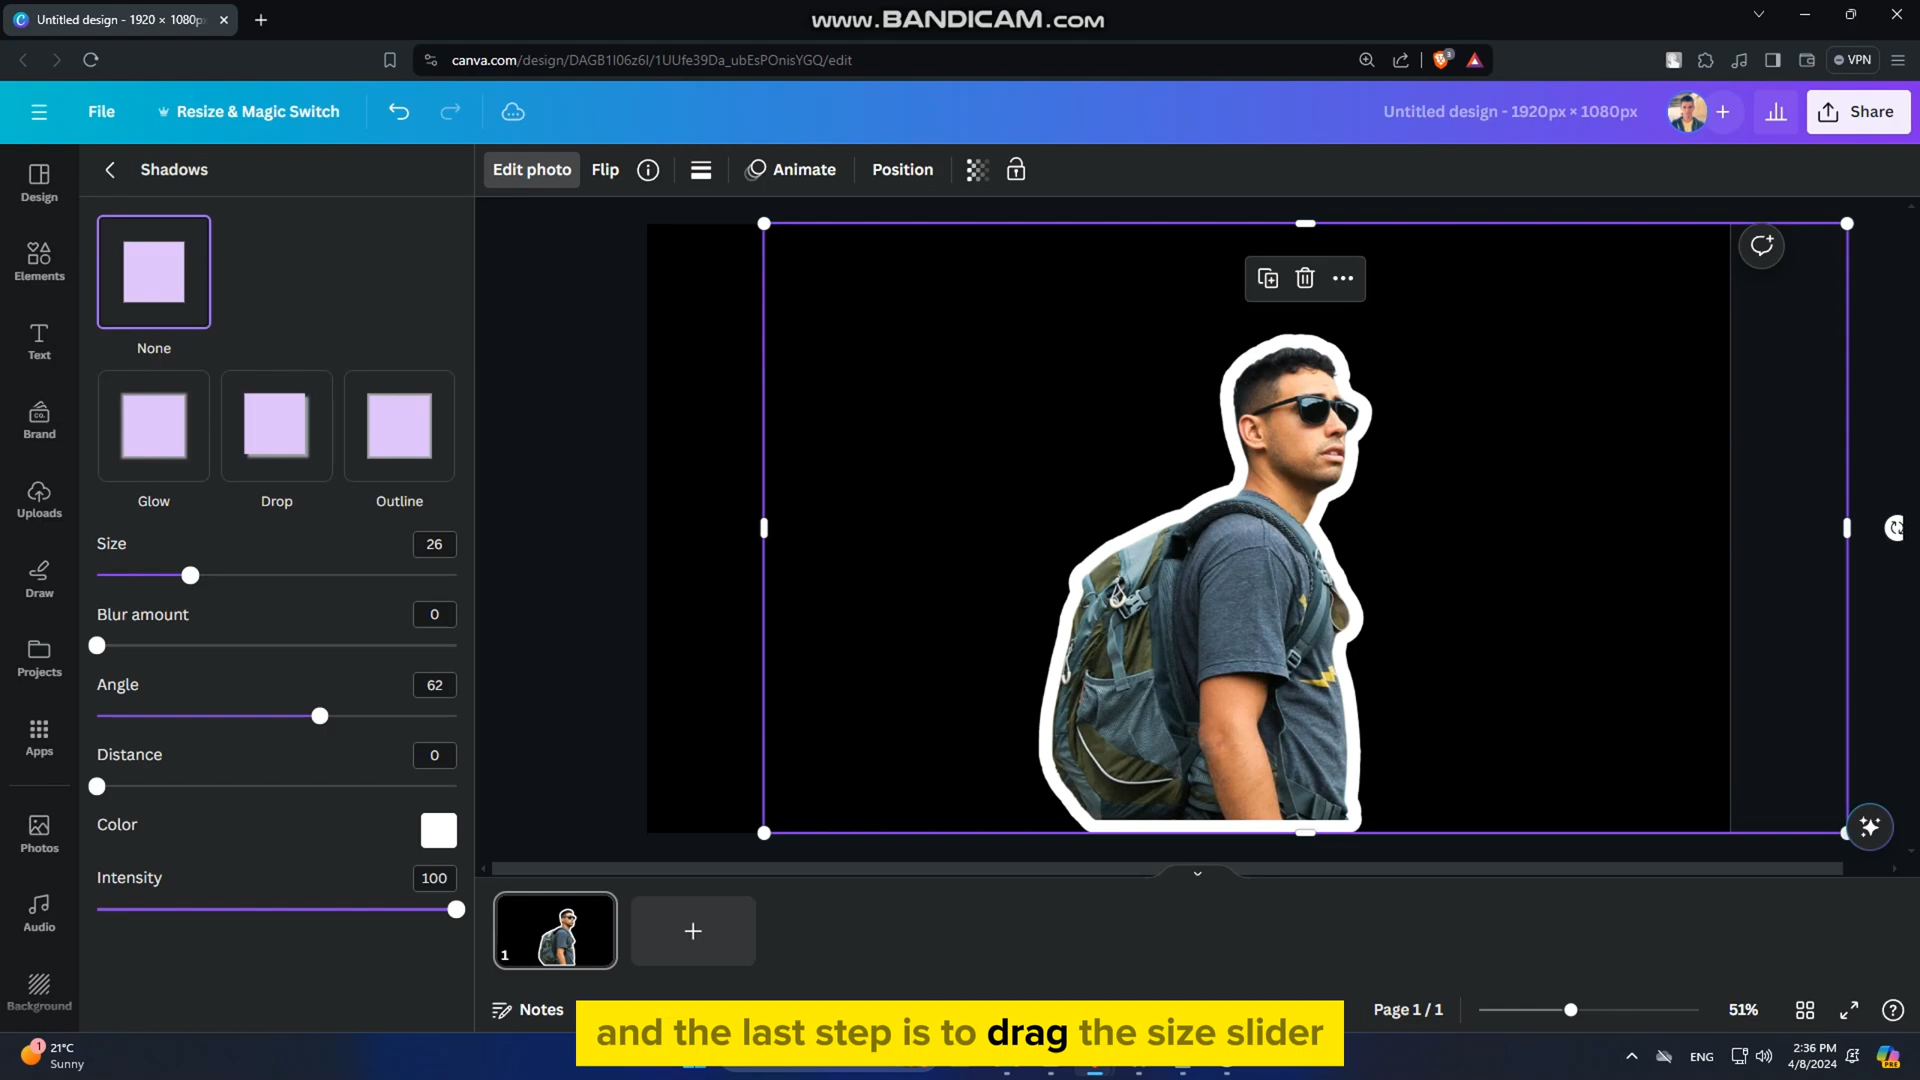 Untitled design - 1920 × 1080p
www.BANDICAM.com
canva.com/design/DAGB1I06z6I/1UUfe39Da_ubEsPOnisYGQ/edit
3
VPN
File
Resize & Magic Switch
Untitled design - 1920px × 1080px
Share
Design
Elements
Text
Brand
CO.
Uploads
Draw
Projects
Apps
Photos
Audio
Background
Shadows
None
Glow
Drop
Outline
Size
26
Blur amount
0
Angle
62
Distance
0
Color
Intensity
100
Edit photo
Flip
Animate
Position
1
Notes
Page 1 / 1
51%
and the last step is to drag the size slider
1
21°C
Sunny
ENG
2:36 PM
4/8/2024
PRE